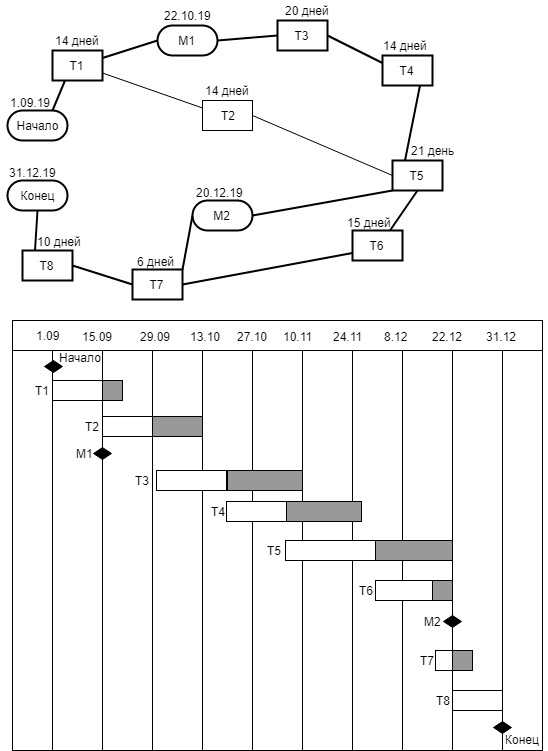 22.10.19
20 дней
14 дней
М1
Т3
14 дней
Т1
Т4
14 дней
1.09.19
Т2
Начало
21 день
31.12.19
Т5
20.12.19
Конец
М2
15 дней
10 дней
Т6
6 дней
Т8
Т7
1.09 15.09 29.09 13.10 27.10 10.11 24.11 8.12 22.12 31.12
Начало
Т1
Т2
М1
Т3
Т4
Т5
Т6
М2
Т7
Т8
Конец